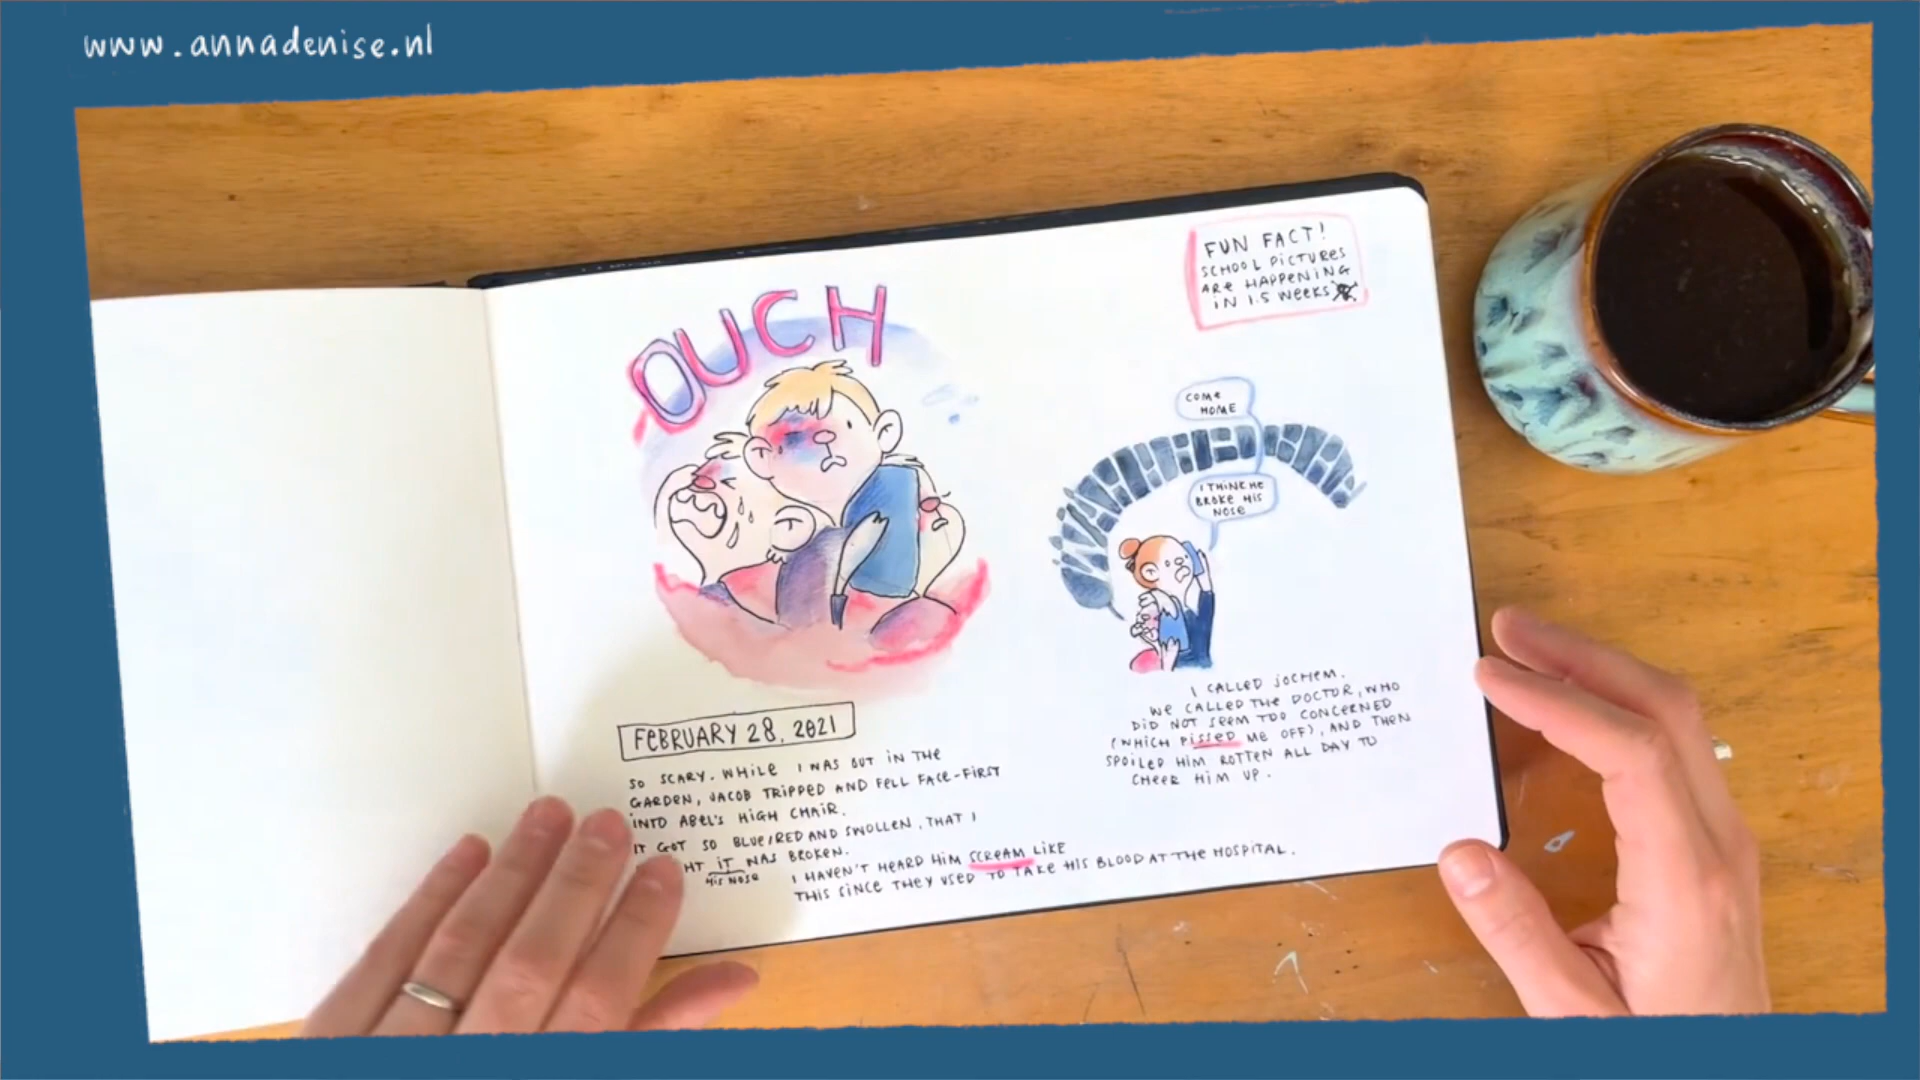 www.annadenise.nl
OUCH
FEBRUARY 28, 2021
SO SCARY. WHILE I WAS OUT IN THE
GARDEN, JACOB TRIPPED AND FELL FACE-FIRST
INTO ABEL'S HIGH CHAIR.
IT GOT SO BLUE/RED AND SWOLLEN, THAT I
HT IT WAS BROKEN.
HIS NOSE
I HAVEN'T HEARD HIM SCREAM LIKE
THIS SINCE THEY USED TO TAKE HIS BLOOD AT THE HOSPITAL.
FUN FACT!
SCHOOL PICTURES
ARE HAPPENING
IN 1.5 WEEKS
COME
HOME
I THINK HE
BROKE HIS
NOSE
I CALLED JOCHEM.
WE CALLED THE DOCTOR, WHO
DID NOT SEEM TOO CONCERNED
(WHICH PISSED ME OFF), AND THEN
SPOILED HIM ROTTEN ALL DAY TO
CHEER HIM UP.